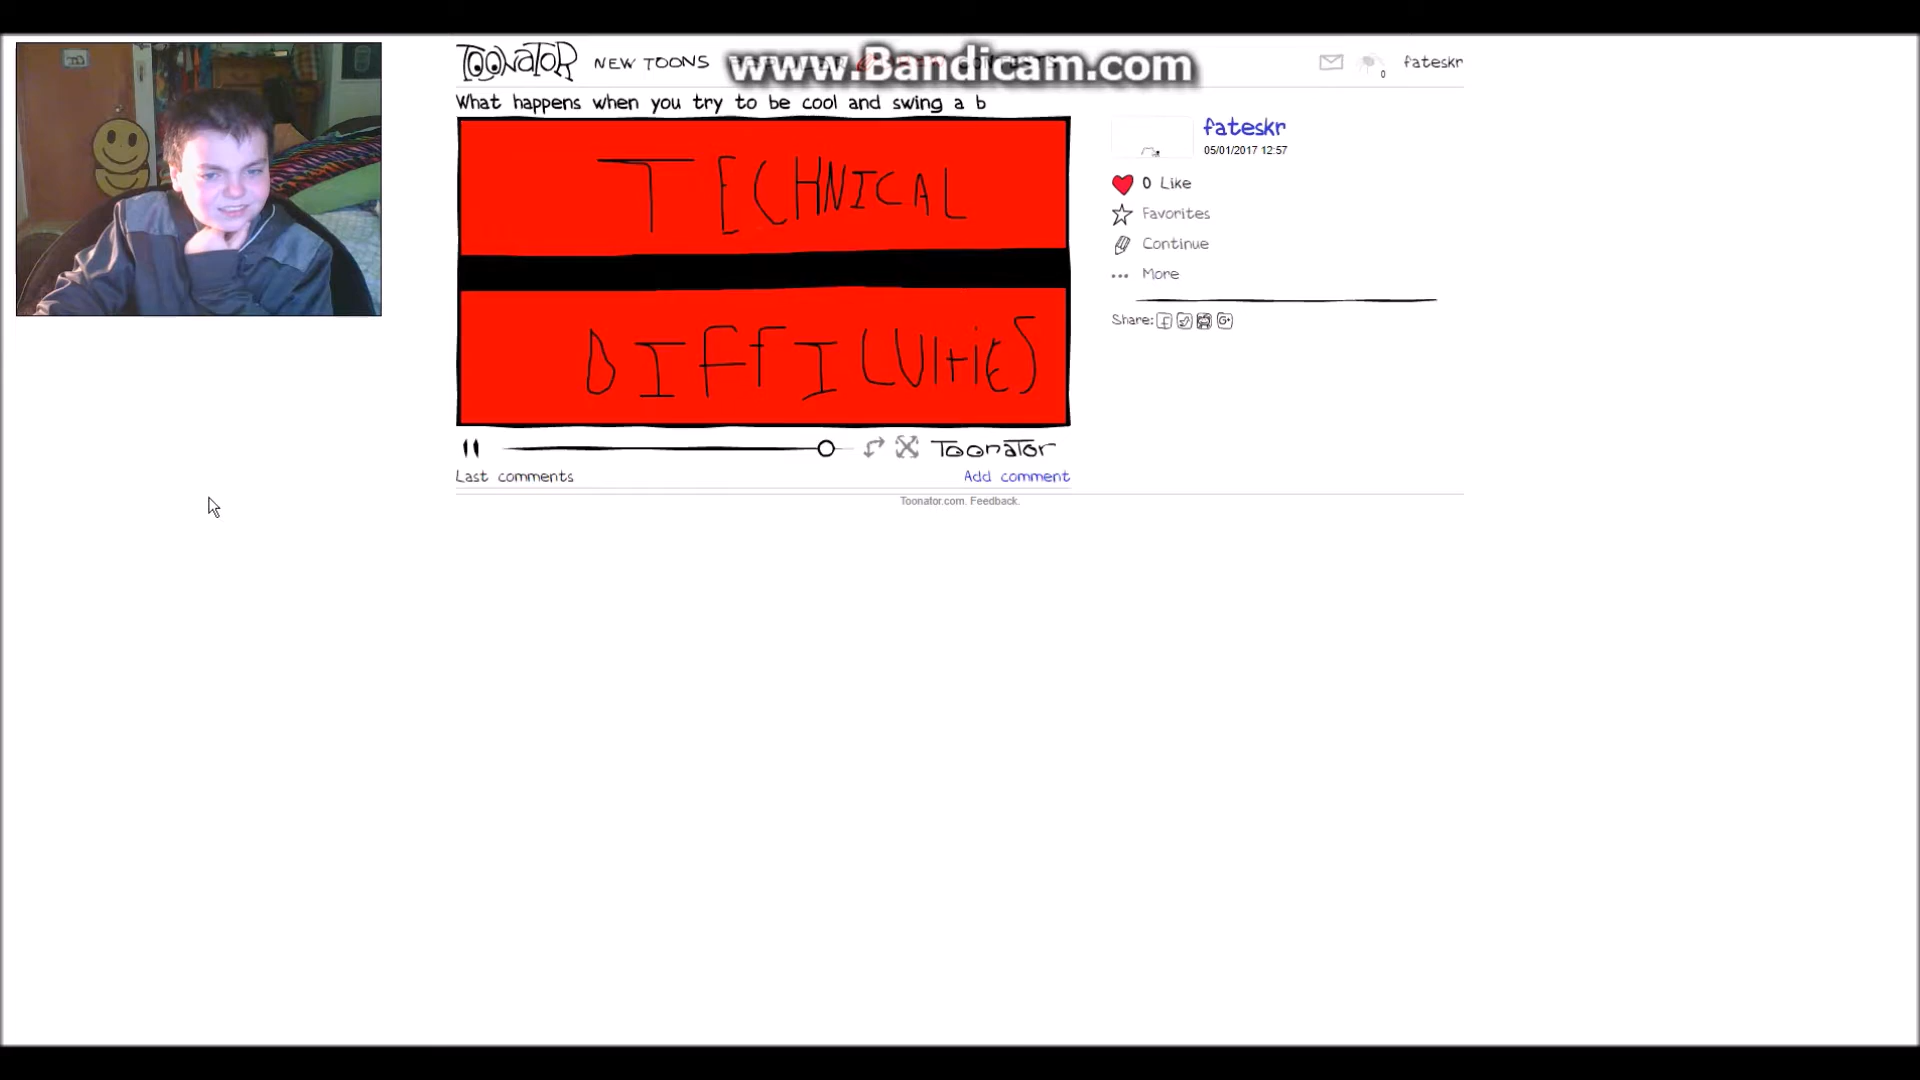 TOONATOR NEW TOONS www.Bandicam.com 0 fateskr
What happens when you try to be cool and swing a b
TECHNICAL
DIFFICUltiES
fateskr
05/01/2017 12:57
0 Like
Favorites
Continue
More
Share:
Toonator
Last comments Add comment
Toonator.com. Feedback.